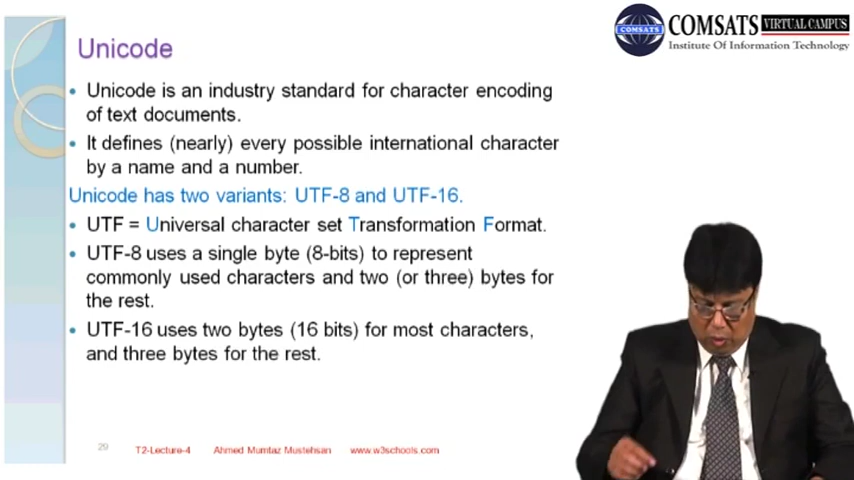 COMSATS VIRTUAL CAMPUS
COMSATS
Institute Of Information Technology
Unicode
• Unicode is an industry standard for character encoding
of text documents.
• It defines (nearly) every possible international character
by a name and a number.
Unicode has two variants: UTF-8 and UTF-16.
• UTF = Universal character set Transformation Format.
• UTF-8 uses a single byte (8-bits) to represent
commonly used characters and two (or three) bytes for
the rest.
• UTF-16 uses two bytes (16 bits) for most characters,
and three bytes for the rest.
29 T2-Lecture-4 Ahmed Mumtaz Mustehsan www.w3schools.com